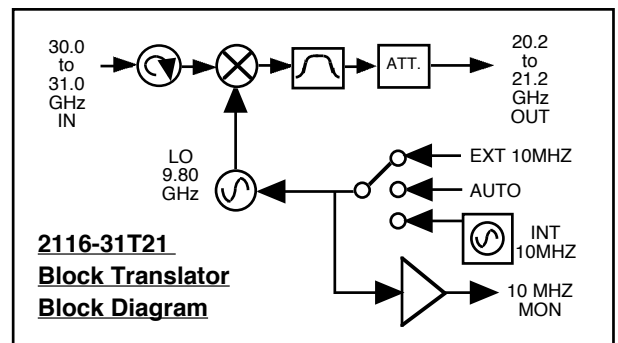 30.0
to
31.0
GHz
IN
ATT.
20.2
to
21.2
GHz
OUT
LO
9.80
GHz
EXT 10MHZ
AUTO
INT
10MHZ
10 MHZ
MON
2116-31T21
Block Translator
Block Diagram